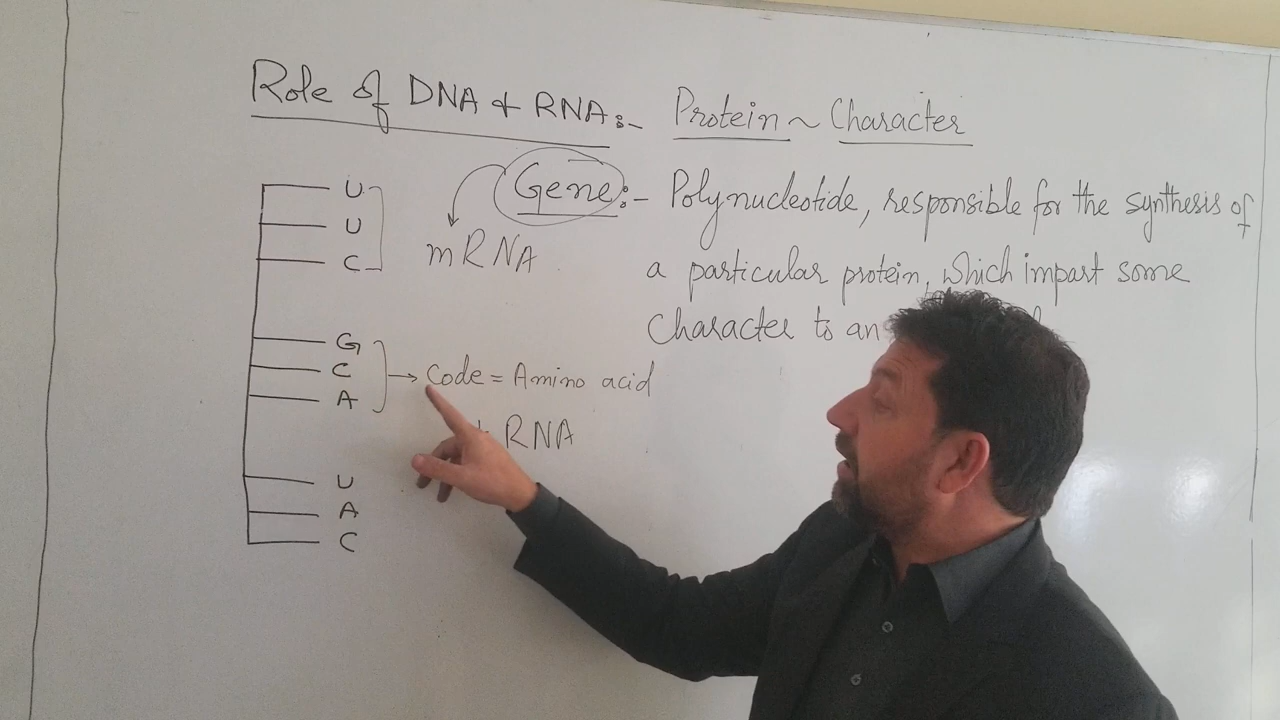 Role of DNA + RNA:- Protein ~ Character
Gene:- Polynucleotide, responsible for the synthesis of
a particular protein, which impart some
Character to an
mRNA
U
U
C
G
C
A
→ Code = Amino acid
RNA
U
A
C